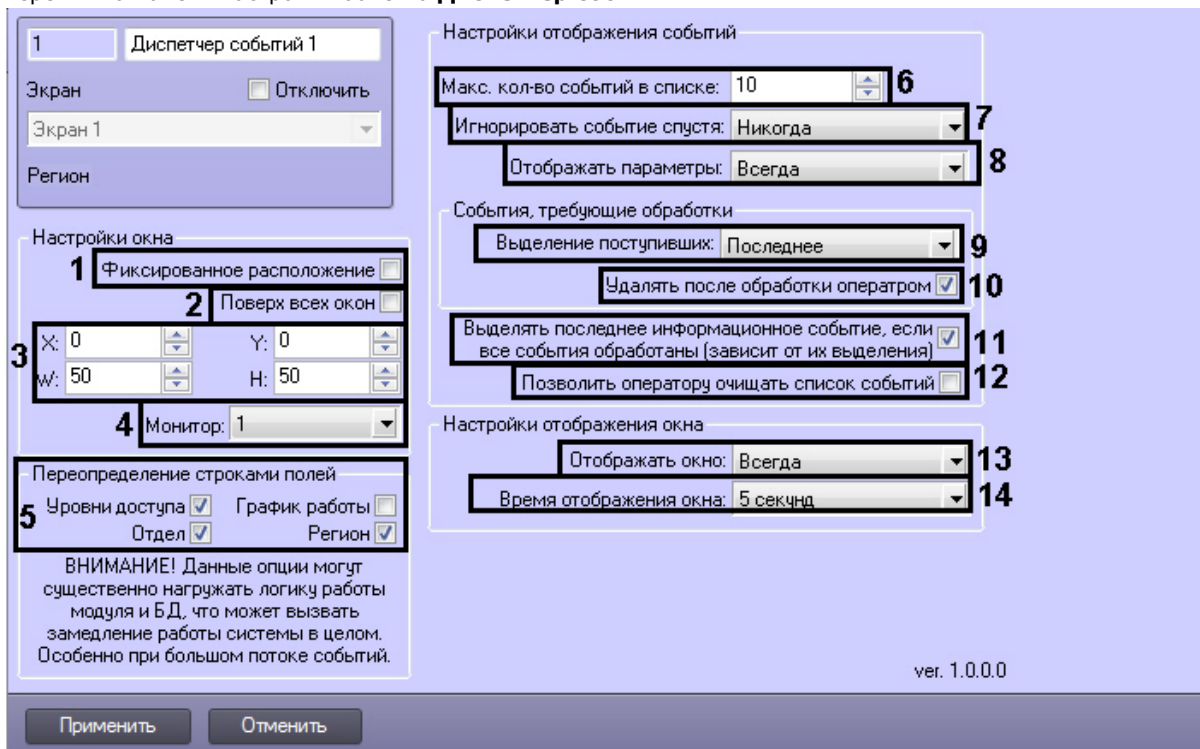 1
Диспетчер событий 1
Экран
Отключить
Экран 1
Регион
Настройки окна
1 Фиксированное расположение
2 Поверх всех окон
3 X: 0 Y: 0
W: 50 H: 50
4 Монитор: 1
Переопределение строками полей
5 Уровни доступа График работы
Отдел Регион
ВНИМАНИЕ! Данные опции могут
существенно нагружать логику работы
модуля и БД, что может вызвать
замедление работы системы в целом.
Особенно при большом потоке событий.
Настройки отображения событий
Макс. кол-во событий в списке: 10 6
Игнорировать событие спустя: Никогда 7
Отображать параметры: Всегда 8
События, требующие обработки
Выделение поступивших: Последнее 9
Удалять после обработки оператром 10
Выделять последнее информационное событие, если
все события обработаны (зависит от их выделения) 11
Позволить оператору очищать список событий 12
Настройки отображения окна
Отображать окно: Всегда 13
Время отображения окна: 5 секунд 14
ver. 1.0.0.0
Применить Отменить